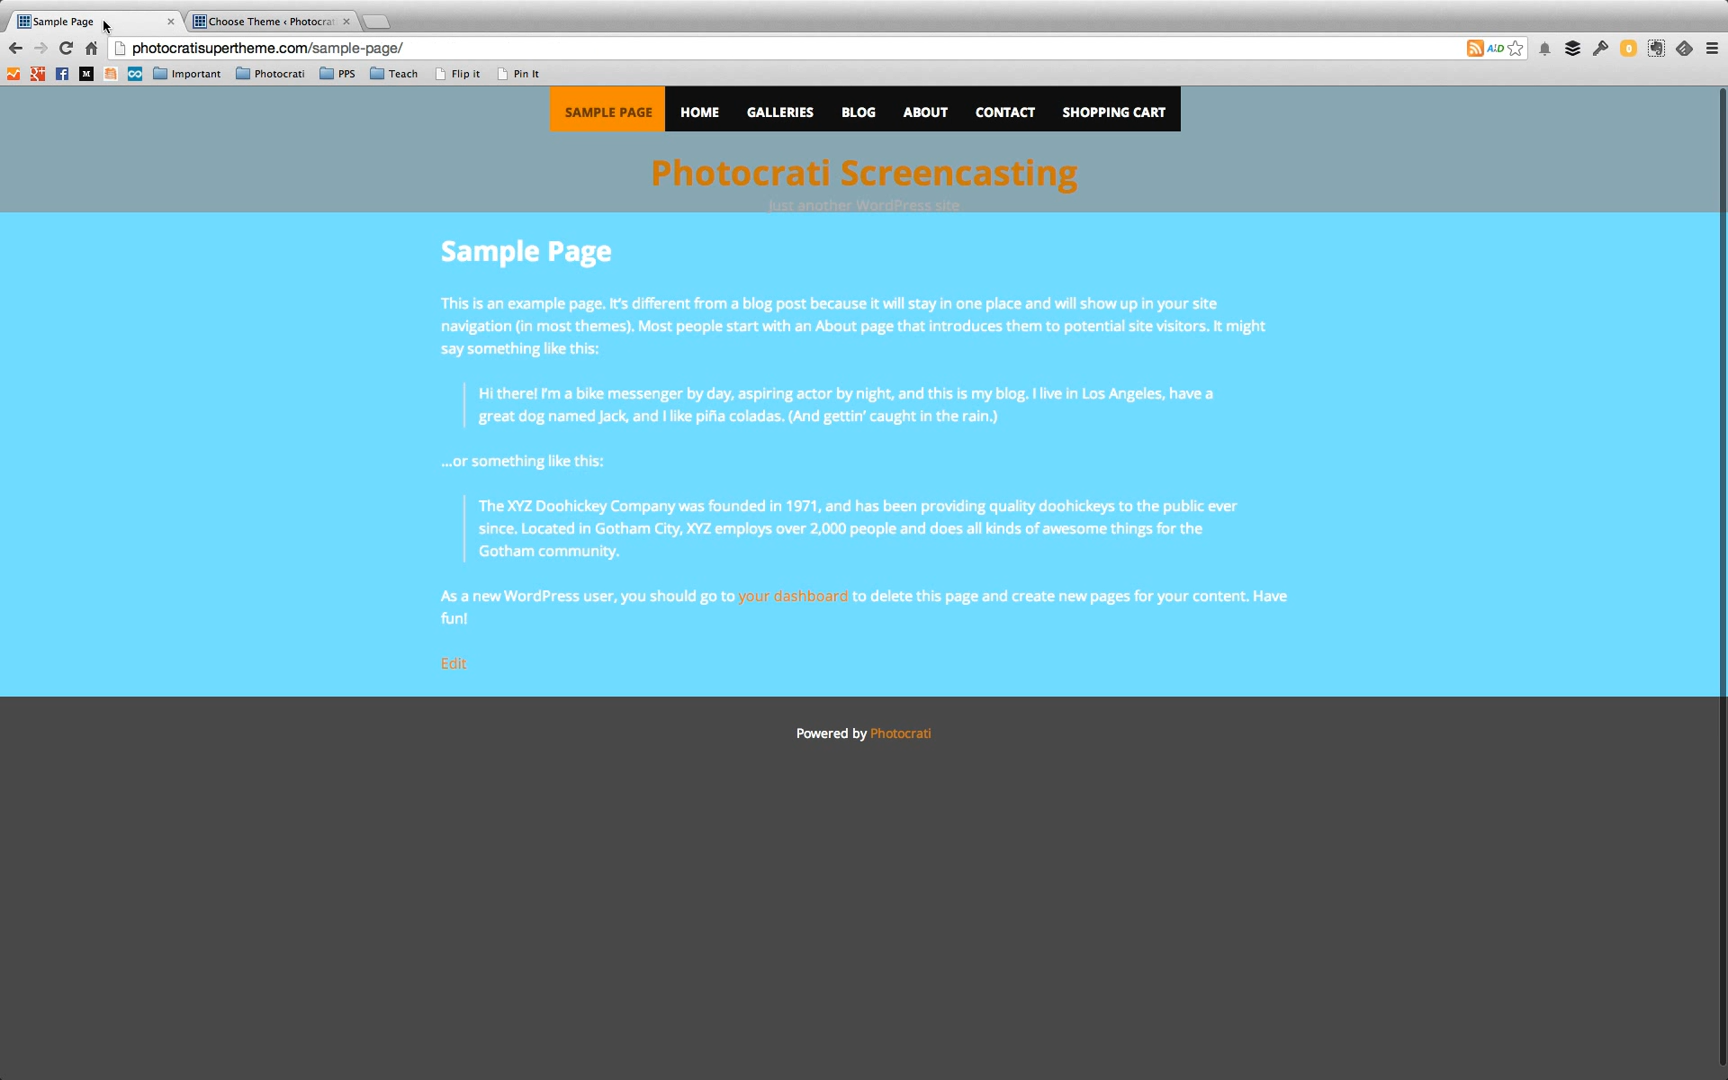 Sample Page
Choose Theme ‹ Photocrati
photocratisupertheme.com/sample-page/
Important
Photocrati
PPS
Teach
Flip it
Pin It
SAMPLE PAGE
HOME
GALLERIES
BLOG
ABOUT
CONTACT
SHOPPING CART
Photocrati Screencasting
Just another WordPress site
Sample Page
This is an example page. It’s different from a blog post because it will stay in one place and will show up in your site
navigation (in most themes). Most people start with an About page that introduces them to potential site visitors. It might
say something like this:
Hi there! I’m a bike messenger by day, aspiring actor by night, and this is my blog. I live in Los Angeles, have a
great dog named Jack, and I like piña coladas. (And gettin’ caught in the rain.)
…or something like this:
The XYZ Doohickey Company was founded in 1971, and has been providing quality doohickeys to the public ever
since. Located in Gotham City, XYZ employs over 2,000 people and does all kinds of awesome things for the
Gotham community.
As a new WordPress user, you should go to your dashboard to delete this page and create new pages for your content. Have
fun!
Edit
Powered by Photocrati